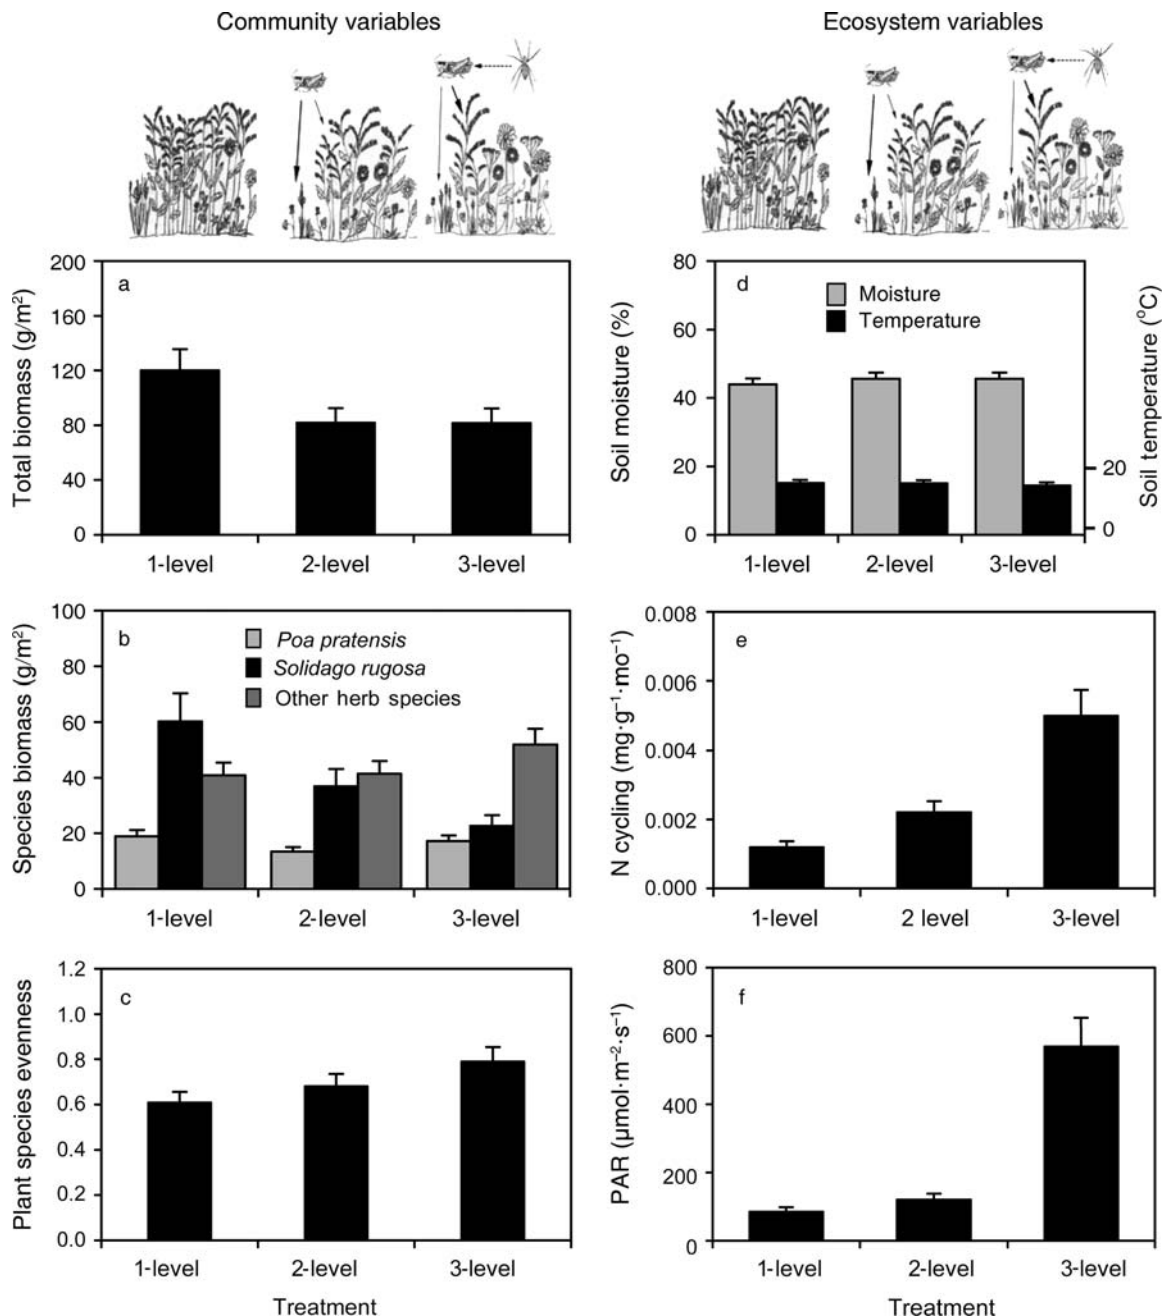 Community variables
Ecosystem variables
200
160
120
80
40
0
Total biomass (g/m²)
a
1-level 2-level 3-level
80
60
40
20
0
Soil moisture (%)
d
Moisture
Temperature
20
0
Soil temperature (°C)
1-level 2-level 3-level
100
80
60
40
20
0
Species biomass (g/m²)
b
Poa pratensis
Solidago rugosa
Other herb species
1-level 2-level 3-level
0.008
0.006
0.004
0.002
0.000
N cycling (mg·g⁻¹·mo⁻¹)
e
1-level 2 level 3-level
1.2
1.0
0.8
0.6
0.4
0.2
0.0
Plant species evenness
c
1-level 2-level 3-level
Treatment
800
600
400
200
0
PAR (µmol·m⁻²·s⁻¹)
f
1-level 2-level 3-level
Treatment